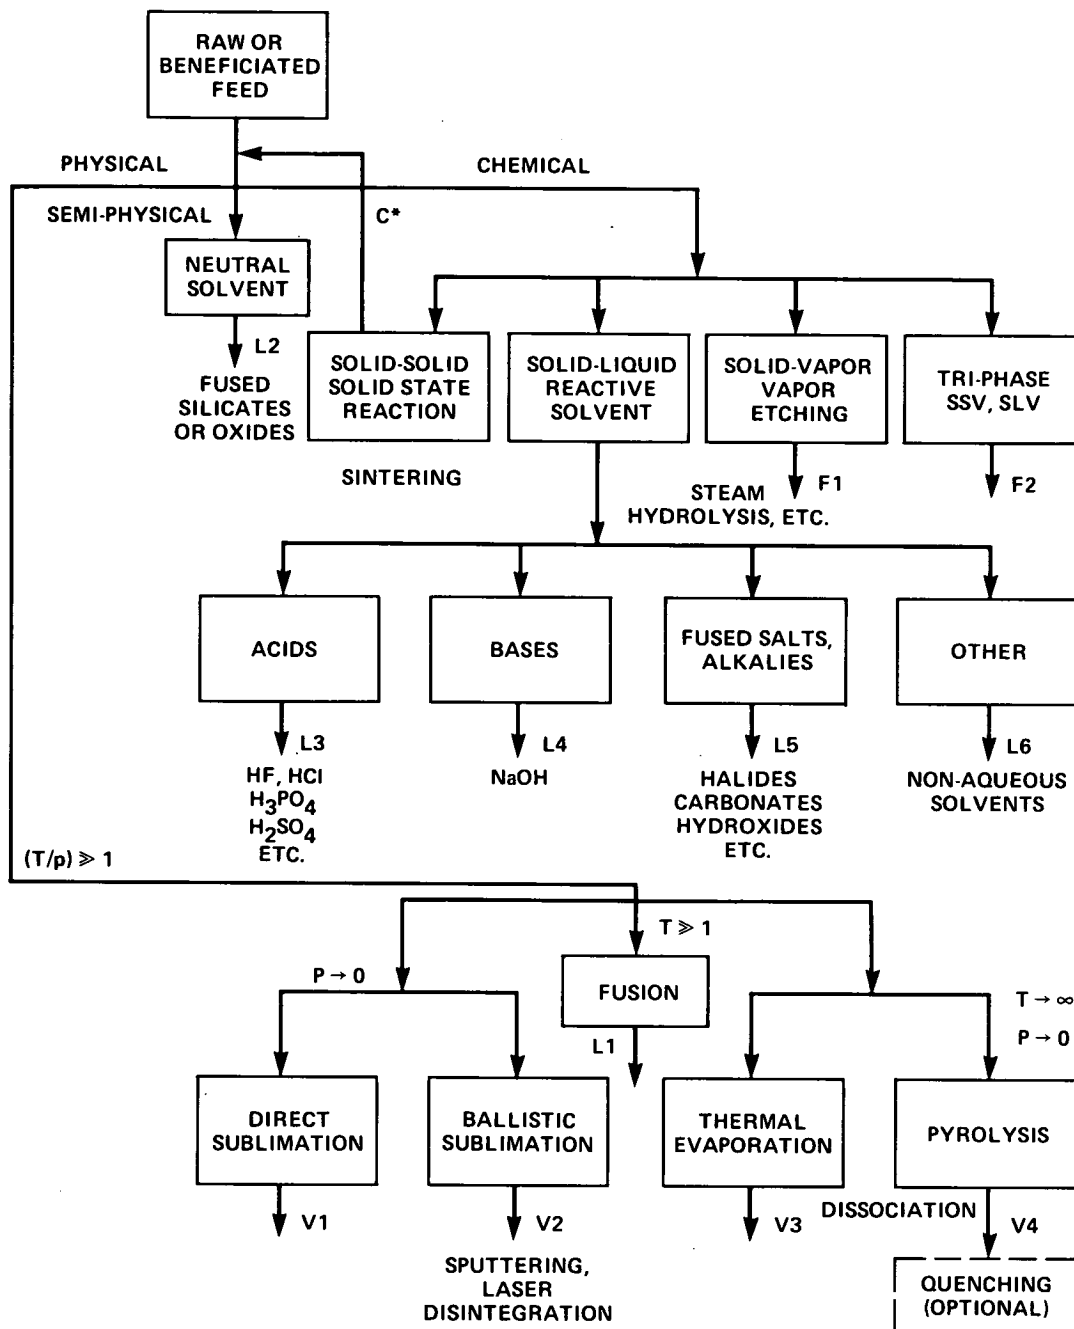 RAW OR
BENEFICIATED
FEED
PHYSICAL
CHEMICAL
SEMI-PHYSICAL
C*
NEUTRAL
SOLVENT
L2
FUSED
SILICATES
OR OXIDES
SOLID-SOLID
SOLID STATE
REACTION
SINTERING
SOLID-LIQUID
REACTIVE
SOLVENT
SOLID-VAPOR
VAPOR
ETCHING
F1
STEAM
HYDROLYSIS, ETC.
TRI-PHASE
SSV, SLV
F2
ACIDS
L3
HF, HCl
H3PO4
H2SO4
ETC.
BASES
L4
NaOH
FUSED SALTS,
ALKALIES
L5
HALIDES
CARBONATES
HYDROXIDES
ETC.
OTHER
L6
NON-AQUEOUS
SOLVENTS
(T/p) ⪢ 1
T ⪢ 1
P → 0
FUSION
L1
T → ∞
P → 0
DIRECT
SUBLIMATION
V1
BALLISTIC
SUBLIMATION
V2
SPUTTERING,
LASER
DISINTEGRATION
THERMAL
EVAPORATION
V3
PYROLYSIS
DISSOCIATION
V4
QUENCHING
(OPTIONAL)